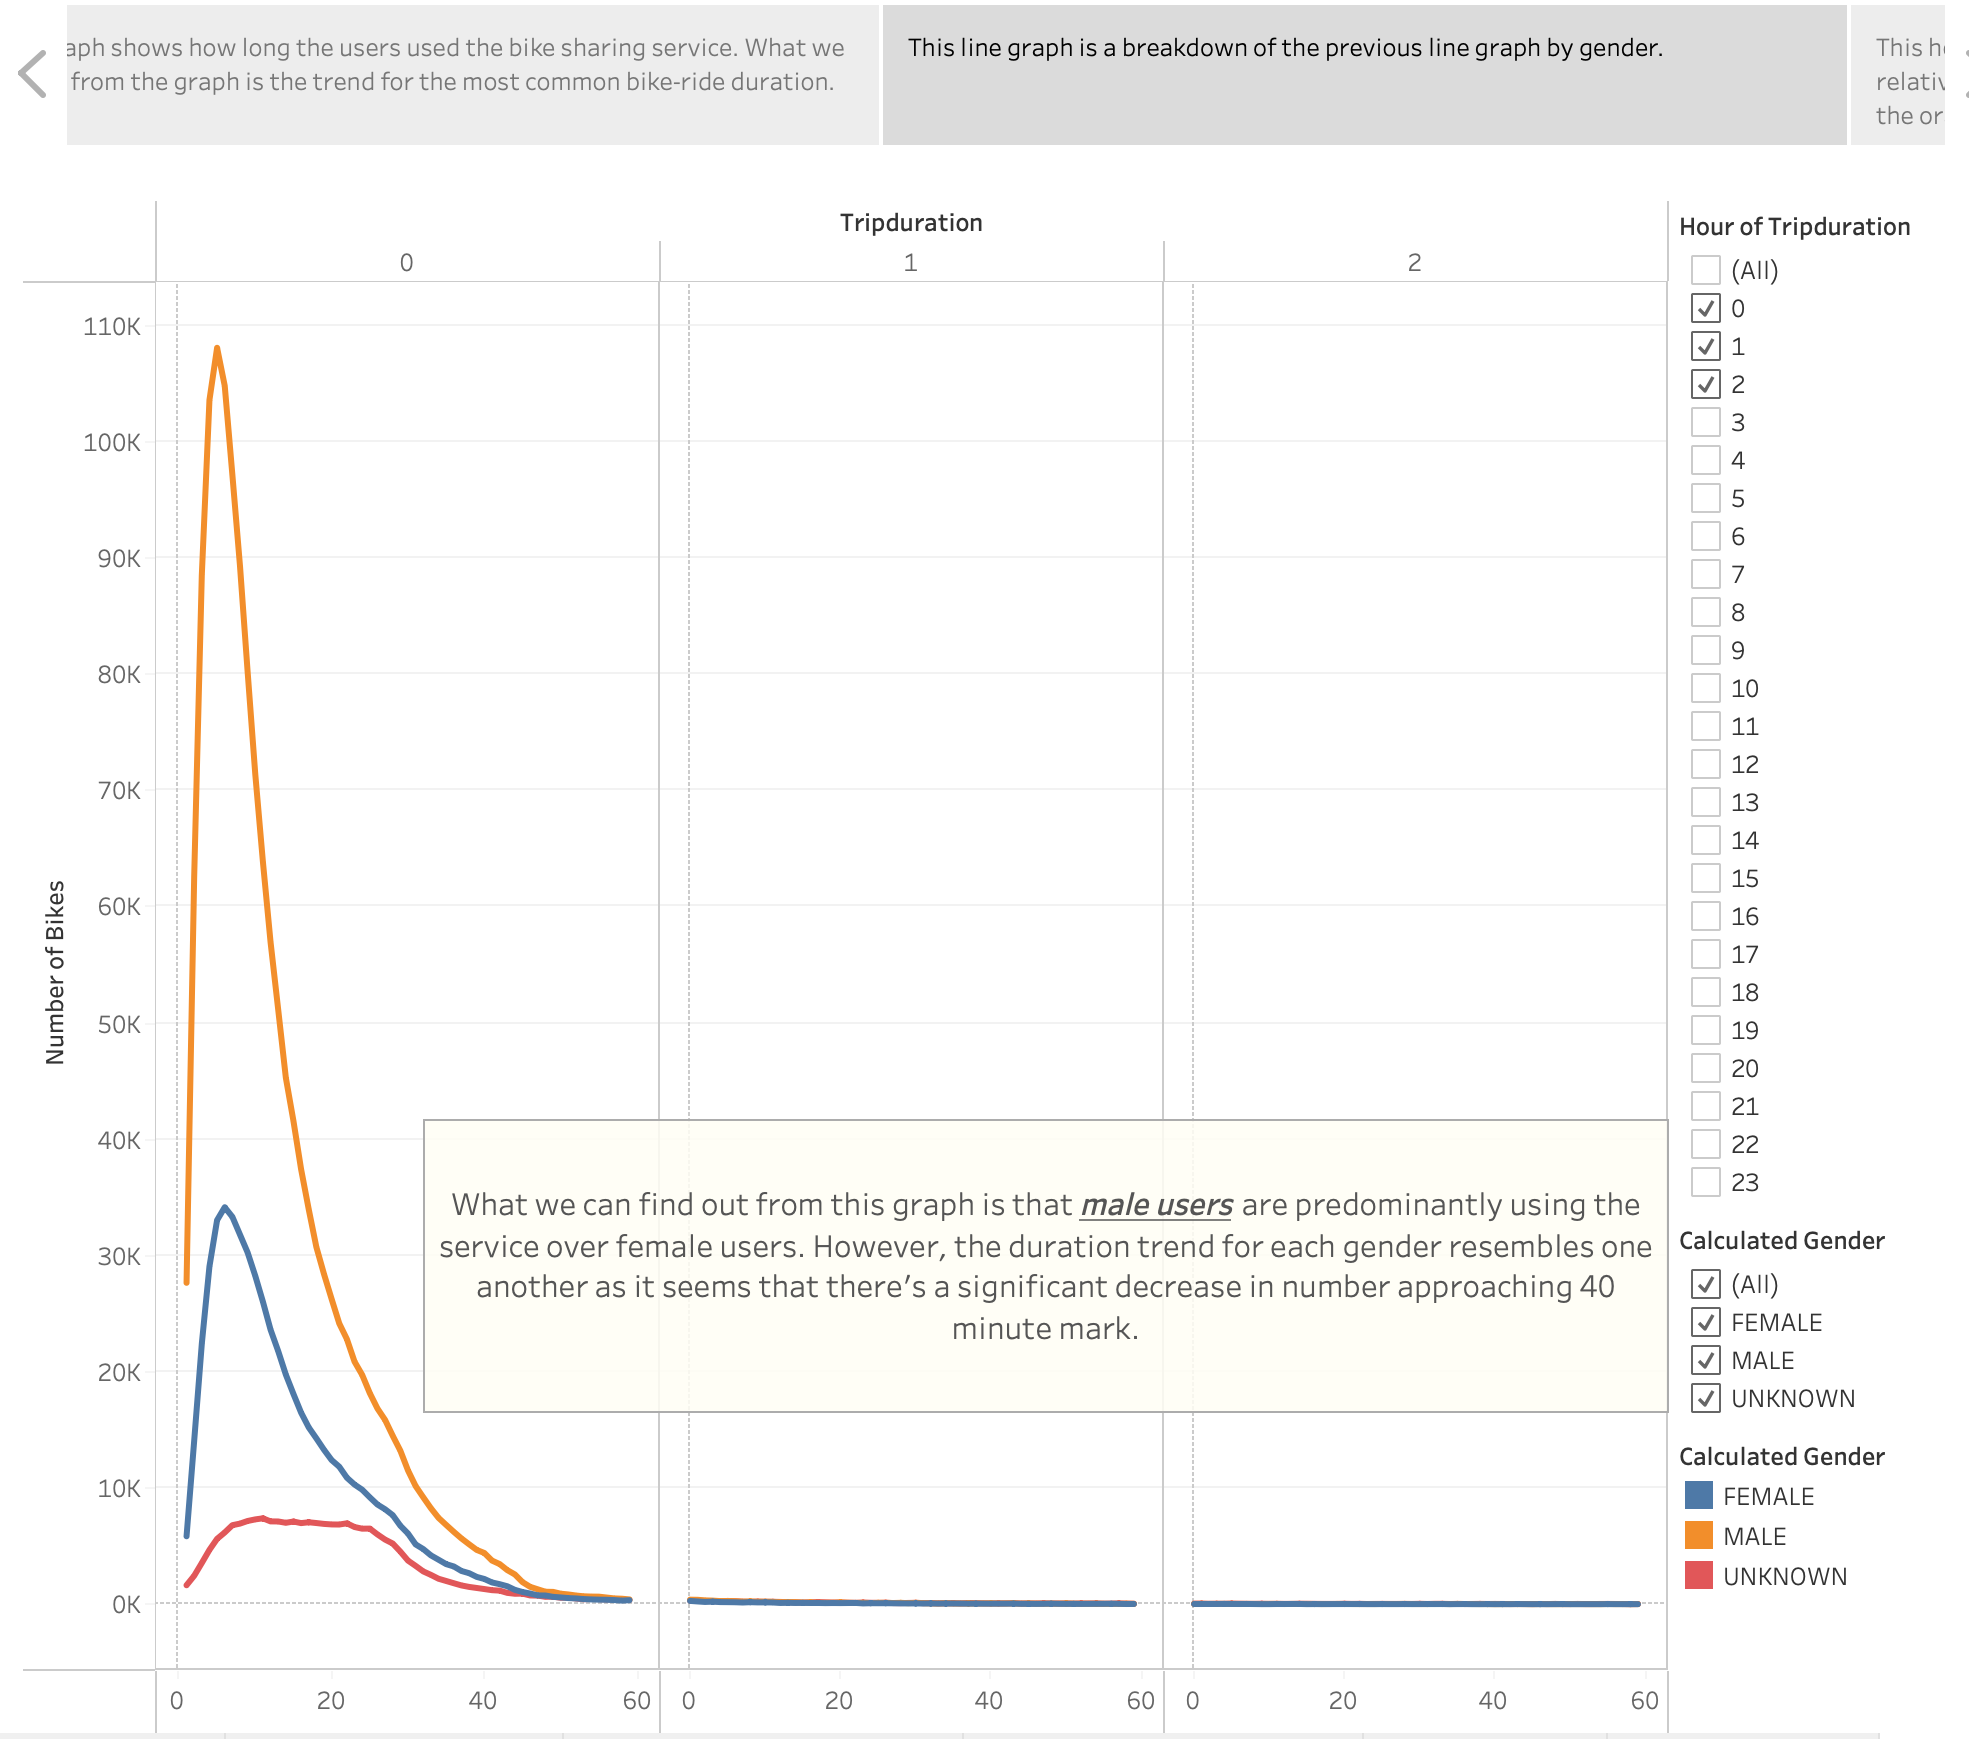 aph shows how long the users used the bike sharing service. What we
from the graph is the trend for the most common bike-ride duration.
This line graph is a breakdown of the previous line graph by gender.
This h
relativ
the or
Tripduration
0
1
2
110K
100K
90K
80K
70K
60K
50K
40K
30K
20K
10K
0K
Number of Bikes
What we can find out from this graph is that male users are predominantly using the
service over female users. However, the duration trend for each gender resembles one
another as it seems that there's a significant decrease in number approaching 40
minute mark.
0 20 40 60 0 20 40 60 0 20 40 60
Hour of Tripduration
(All)
0
1
2
3
4
5
6
7
8
9
10
11
12
13
14
15
16
17
18
19
20
21
22
23
Calculated Gender
(All)
FEMALE
MALE
UNKNOWN
Calculated Gender
FEMALE
MALE
UNKNOWN